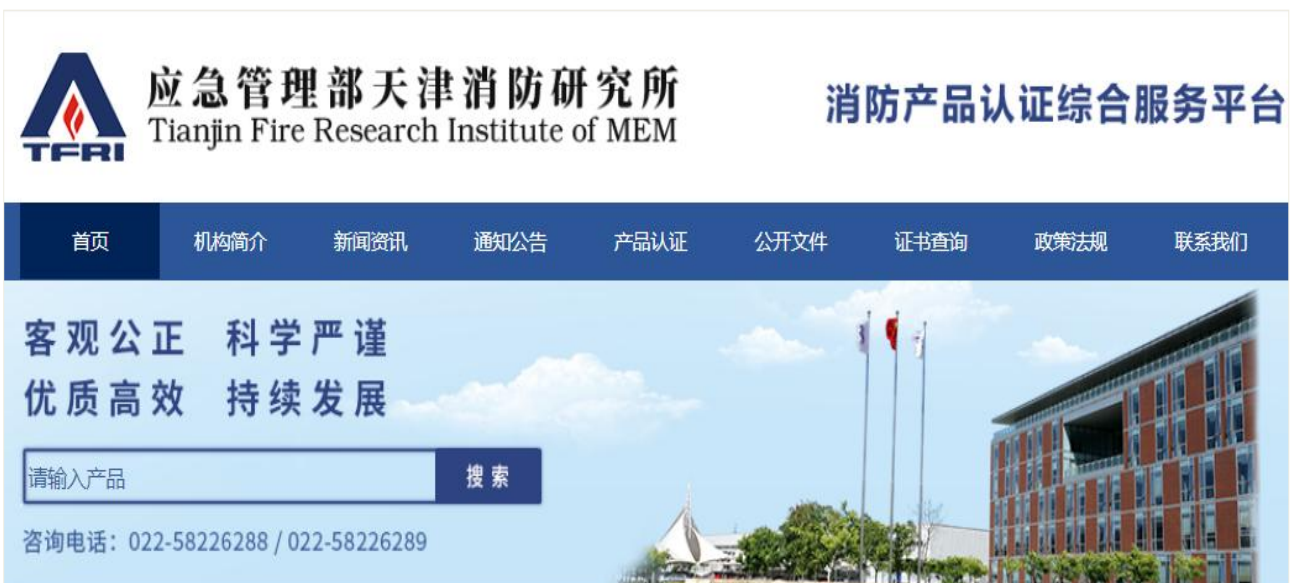 应急管理部天津消防研究所
Tianjin Fire Research Institute of MEM
TFRI
消防产品认证综合服务平台
首页 机构简介 新闻资讯 通知公告 产品认证 公开文件 证书查询 政策法规 联系我们
客观公正 科学严谨
优质高效 持续发展
请输入产品 搜索
咨询电话：022-58226288 / 022-58226289